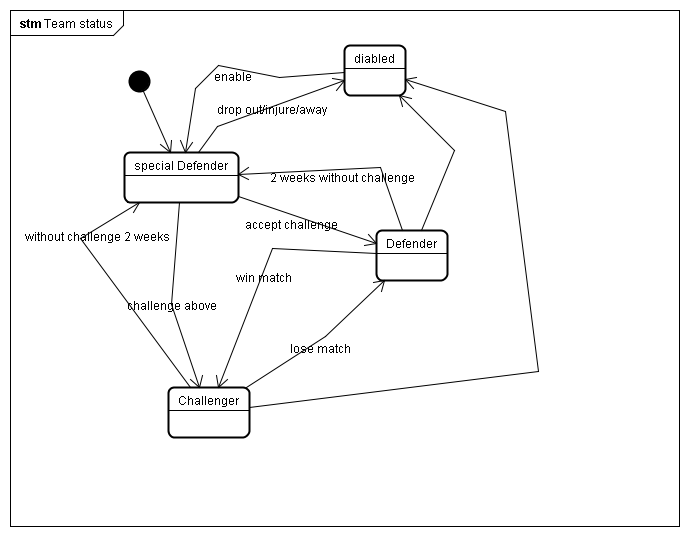 stm Team status
diabled
enable
drop out/injure/away
special Defender
2 weeks without challenge
accept challenge
without challenge 2 weeks
Defender
win match
challenge above
lose match
Challenger